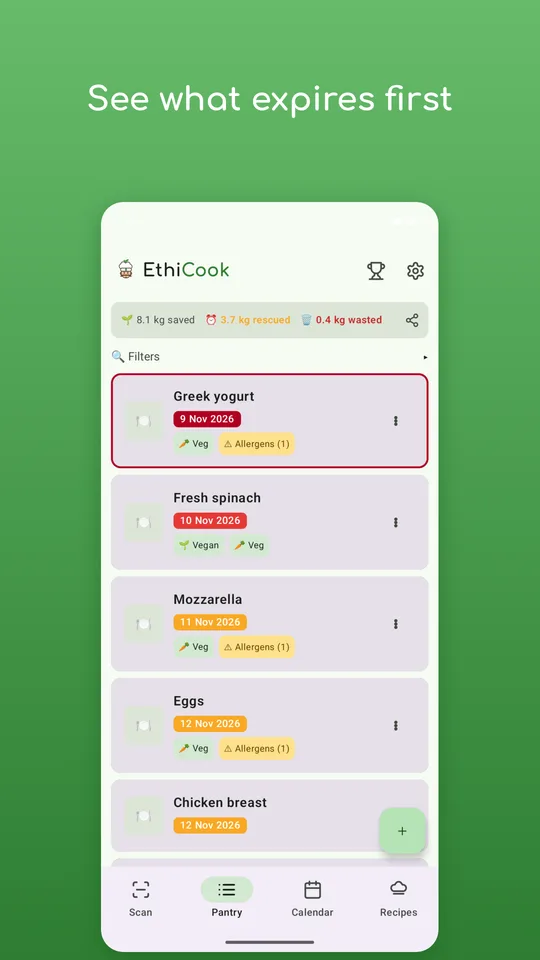 See what expires first
EthiCook
8.1 kg saved 3.7 kg rescued 0.4 kg wasted
Filters
Greek yogurt
9 Nov 2026
Veg Allergens (1)
Fresh spinach
10 Nov 2026
Vegan Veg
Mozzarella
11 Nov 2026
Veg Allergens (1)
Eggs
12 Nov 2026
Veg Allergens (1)
Chicken breast
12 Nov 2026
+
Scan Pantry Calendar Recipes